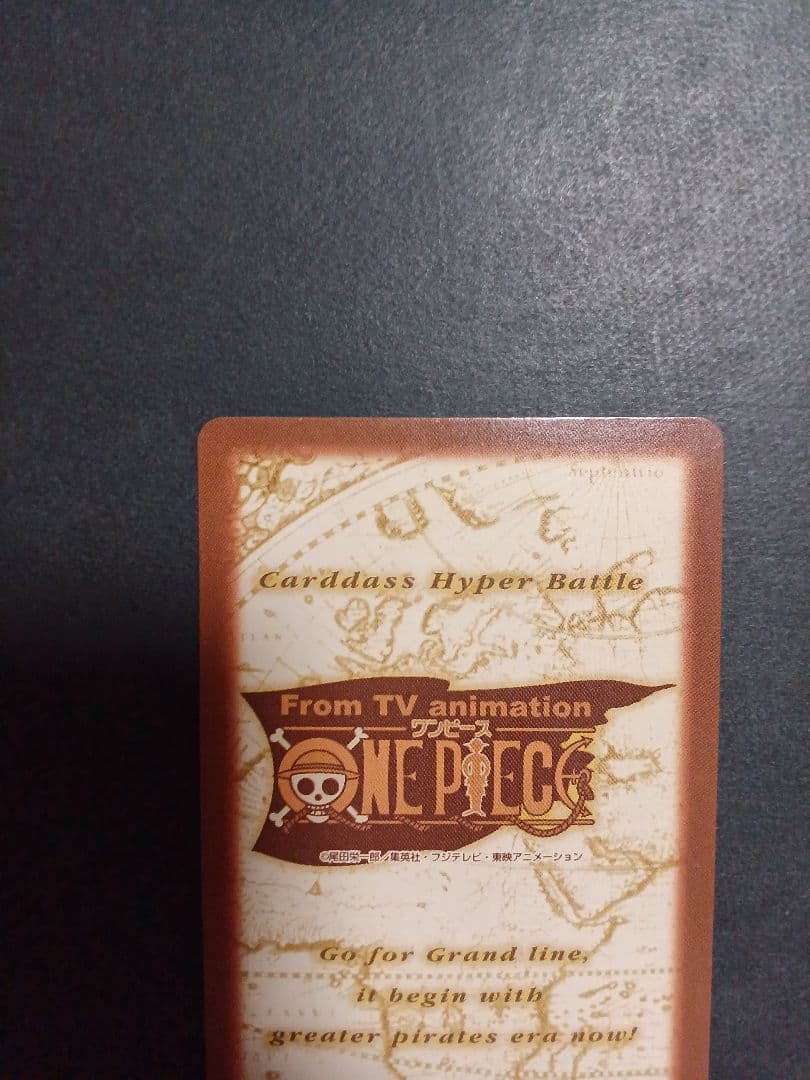 Septentrio
Carddass Hyper Battle
From TV animation
ワンピース
ONE PIECE
©尾田栄一郎/集英社・フジテレビ・東映アニメーション
Go for Grand line,
it begin with
greater pirates era now!